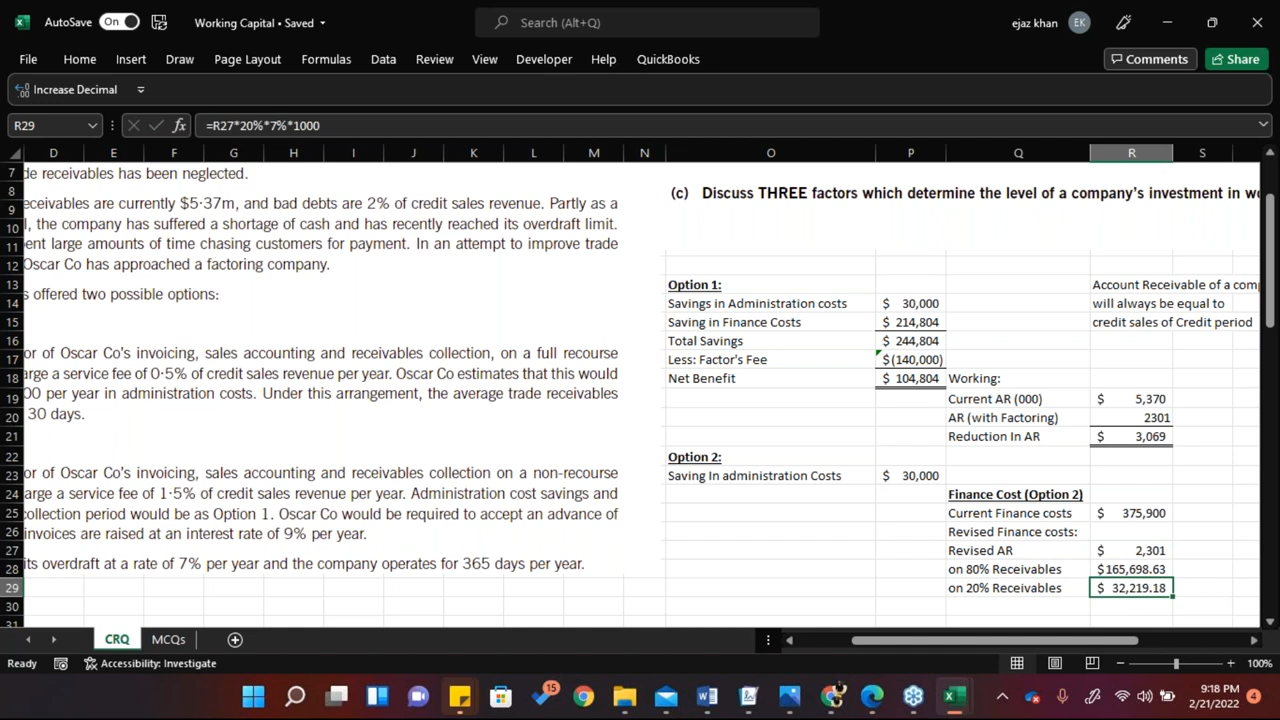 AutoSave On Working Capital • Saved Search (Alt+Q) ejaz khan EK
File Home Insert Draw Page Layout Formulas Data Review View Developer Help QuickBooks Comments Share
Increase Decimal
R29 fx =R27*20%*7%*1000
D E F G H I J K L M N O P Q R S
7 de receivables has been neglected.
8 (c) Discuss THREE factors which determine the level of a company's investment in wo
9 eceivables are currently $5·37m, and bad debts are 2% of credit sales revenue. Partly as a
10 l, the company has suffered a shortage of cash and has recently reached its overdraft limit.
11 ent large amounts of time chasing customers for payment. In an attempt to improve trade
12 Oscar Co has approached a factoring company.
13 Option 1: Account Receivable of a comp
14 s offered two possible options: Savings in Administration costs $ 30,000 will always be equal to
15 Saving in Finance Costs $ 214,804 credit sales of Credit period
16 Total Savings $ 244,804
17 or of Oscar Co's invoicing, sales accounting and receivables collection, on a full recourse Less: Factor's Fee $(140,000)
18 arge a service fee of 0·5% of credit sales revenue per year. Oscar Co estimates that this would Net Benefit $ 104,804 Working:
19 00 per year in administration costs. Under this arrangement, the average trade receivables Current AR (000) $ 5,370
20 30 days. AR (with Factoring) 2301
21 Reduction In AR $ 3,069
22 Option 2:
23 or of Oscar Co's invoicing, sales accounting and receivables collection on a non-recourse Saving In administration Costs $ 30,000
24 arge a service fee of 1·5% of credit sales revenue per year. Administration cost savings and Finance Cost (Option 2)
25 ollection period would be as Option 1. Oscar Co would be required to accept an advance of Current Finance costs $ 375,900
26 invoices are raised at an interest rate of 9% per year. Revised Finance costs:
27 Revised AR $ 2,301
28 its overdraft at a rate of 7% per year and the company operates for 365 days per year. on 80% Receivables $165,698.63
29 on 20% Receivables $ 32,219.18
30
31
CRQ MCQs
Ready Accessibility: Investigate 100%
15 9:18 PM 4
2/21/2022